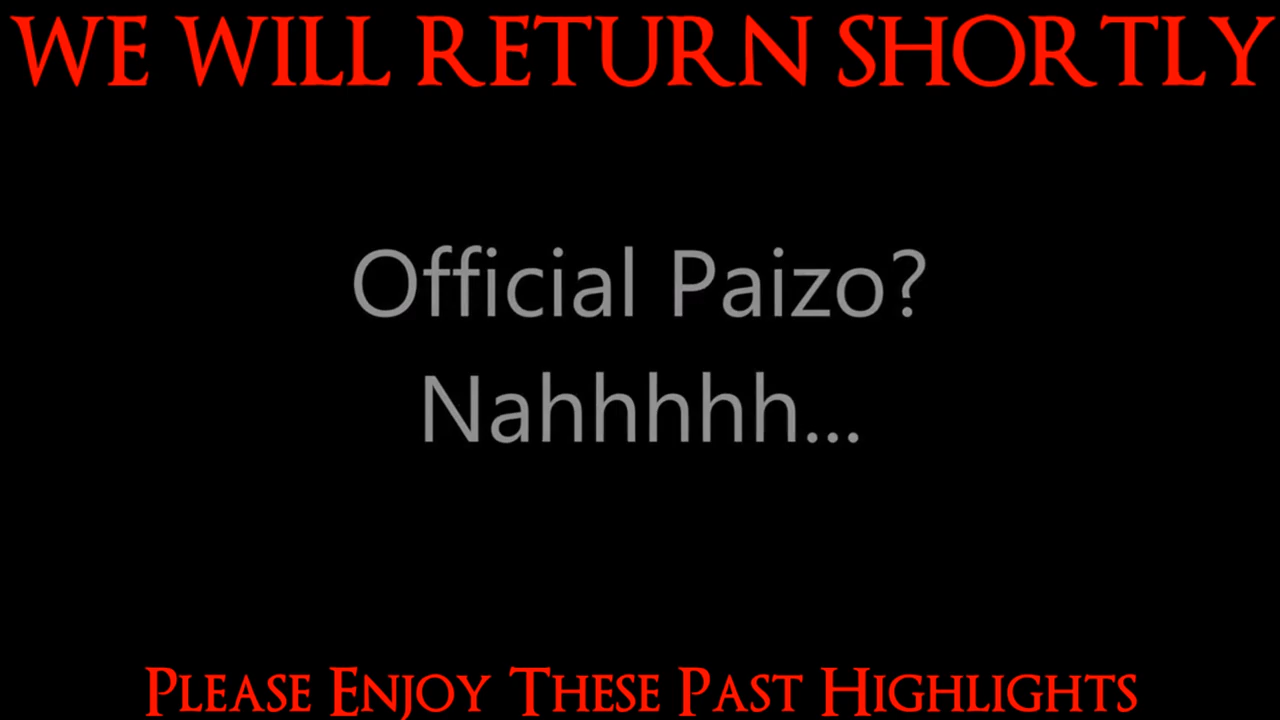 WE WILL RETURN SHORTLY
Official Paizo?
Nahhhhh...
PLEASE ENJOY THESE PAST HIGHLIGHTS